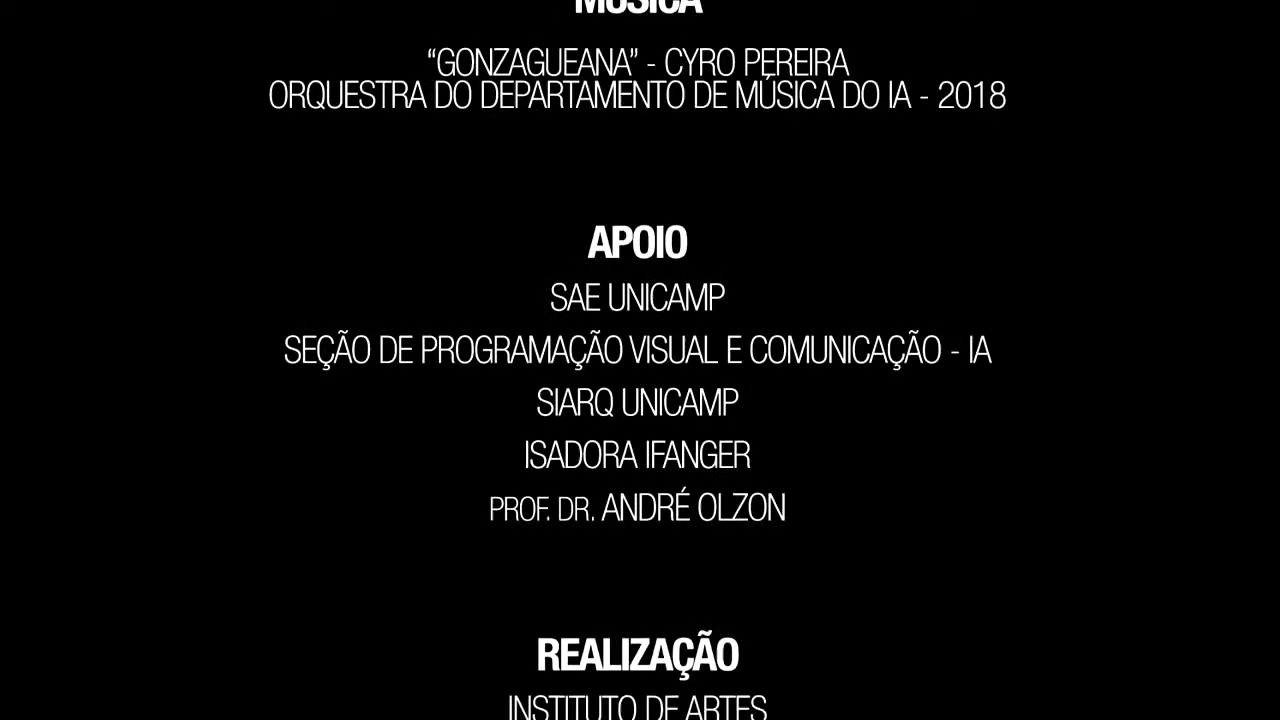 MÚSICA
“GONZAGUEANA” - CYRO PEREIRA
ORQUESTRA DO DEPARTAMENTO DE MÚSICA DO IA - 2018
APOIO
SAE UNICAMP
SEÇÃO DE PROGRAMAÇÃO VISUAL E COMUNICAÇÃO - IA
SIARQ UNICAMP
ISADORA IFANGER
PROF. DR. ANDRÉ OLZON
REALIZAÇÃO
INSTITUTO DE ARTES